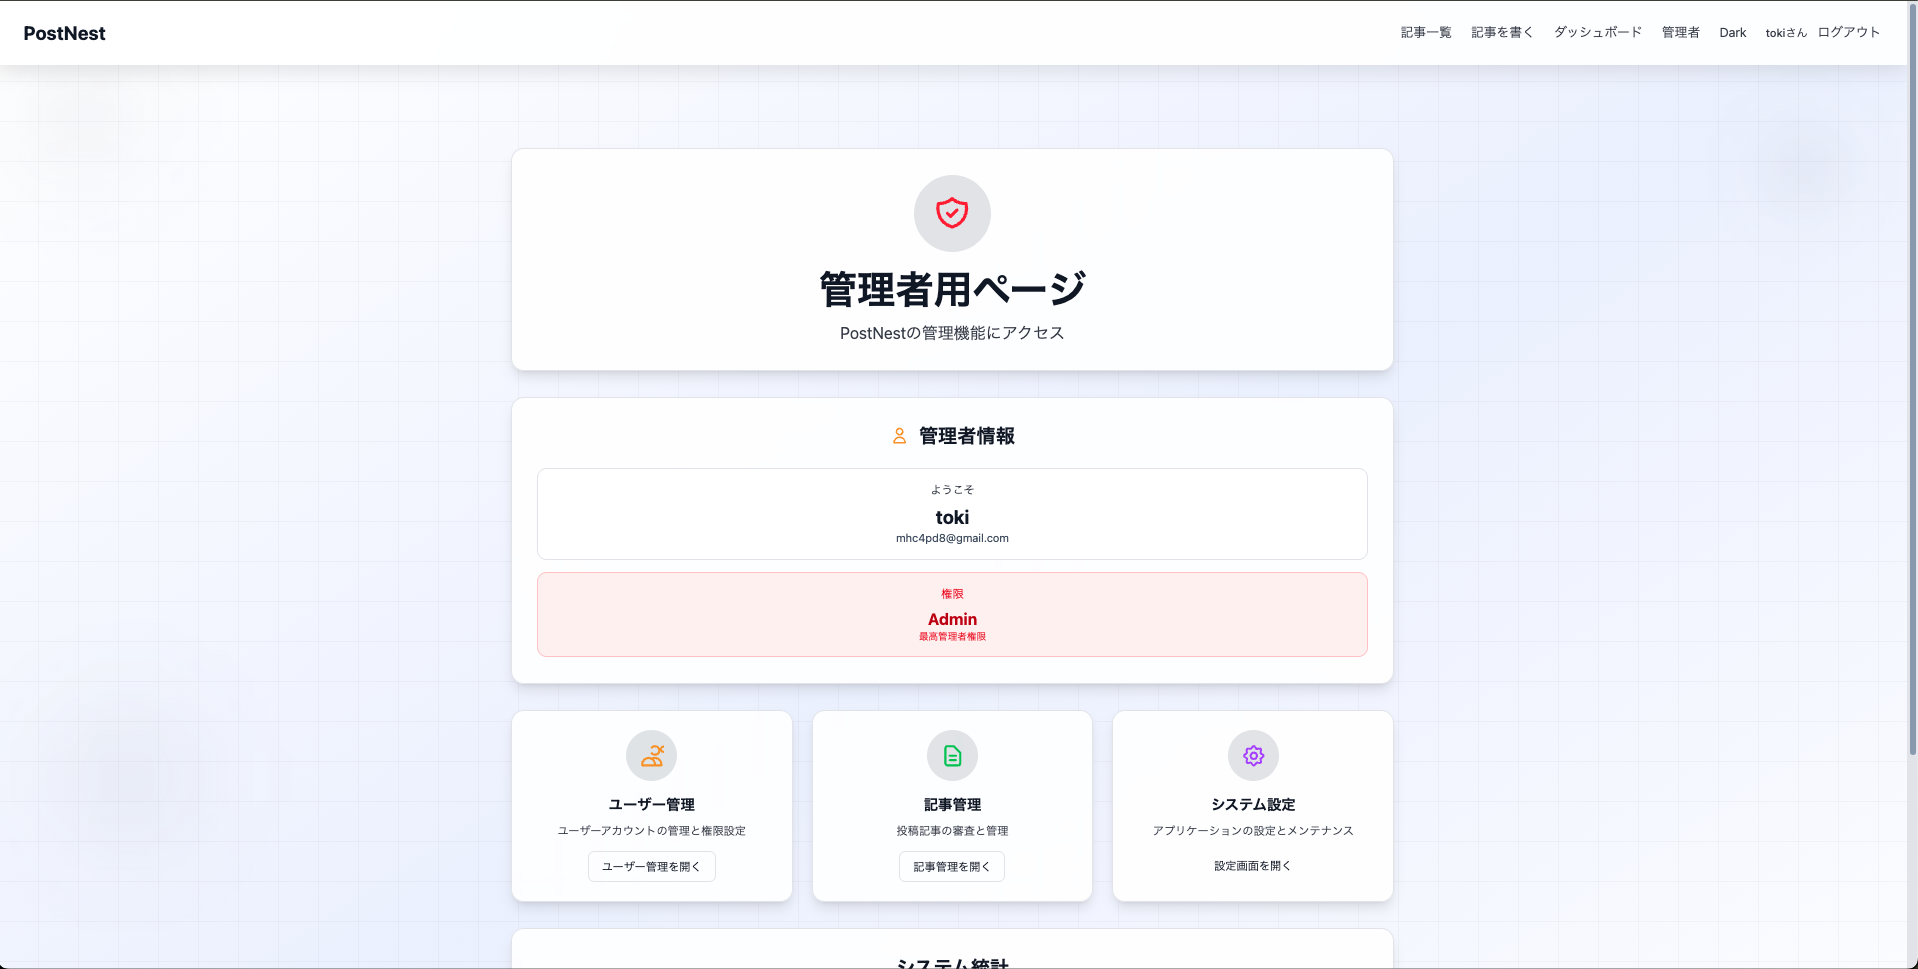 PostNest
記事一覧 記事を書く ダッシュボード 管理者 Dark tokiさん ログアウト
管理者用ページ
PostNestの管理機能にアクセス
管理者情報
ようこそ
toki
mhc4pd8@gmail.com
権限
Admin
最高管理者権限
ユーザー管理
ユーザーアカウントの管理と権限設定
ユーザー管理を開く
記事管理
投稿記事の審査と管理
記事管理を開く
システム設定
アプリケーションの設定とメンテナンス
設定画面を開く
システム統計